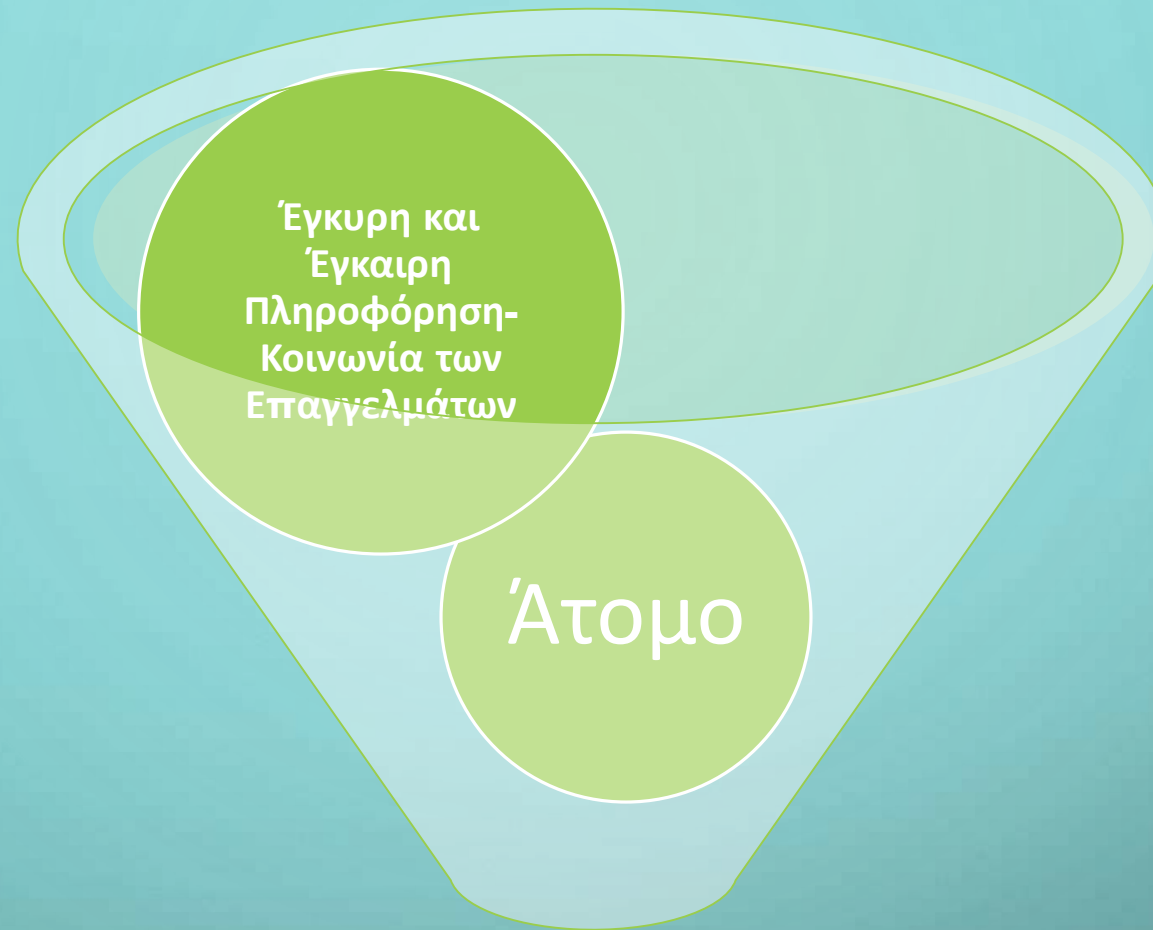 Έγκυρη και
Έγκαιρη
Πληροφόρηση-
Κοινωνία των
Επαγγελμάτων
Άτομο